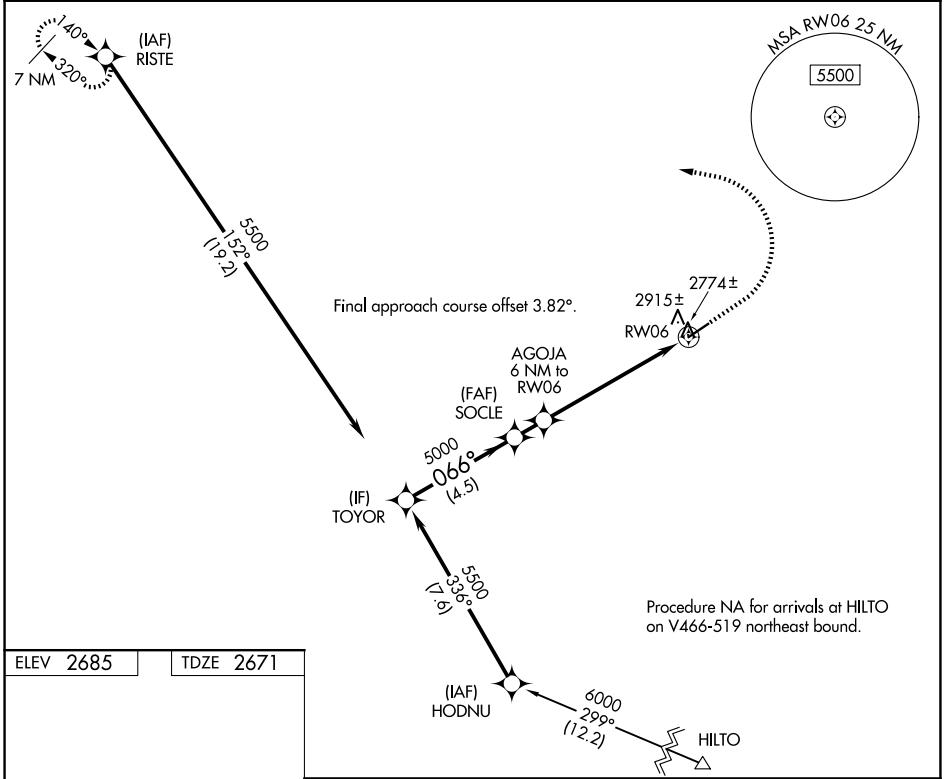 140°
320°
7 NM
(IAF)
RISTE
MSA RW06 25 NM
5500
5500
152°
(19.2)
Final approach course offset 3.82°.
2774±
2915±
RW06
AGOJA
6 NM to
RW06
(FAF)
SOCLE
5000
066°
(4.5)
(IF)
TOYOR
5500
336°
(7.6)
Procedure NA for arrivals at HILTO
on V466-519 northeast bound.
ELEV 2685
TDZE 2671
(IAF)
HODNU
6000
299°
(12.2)
HILTO